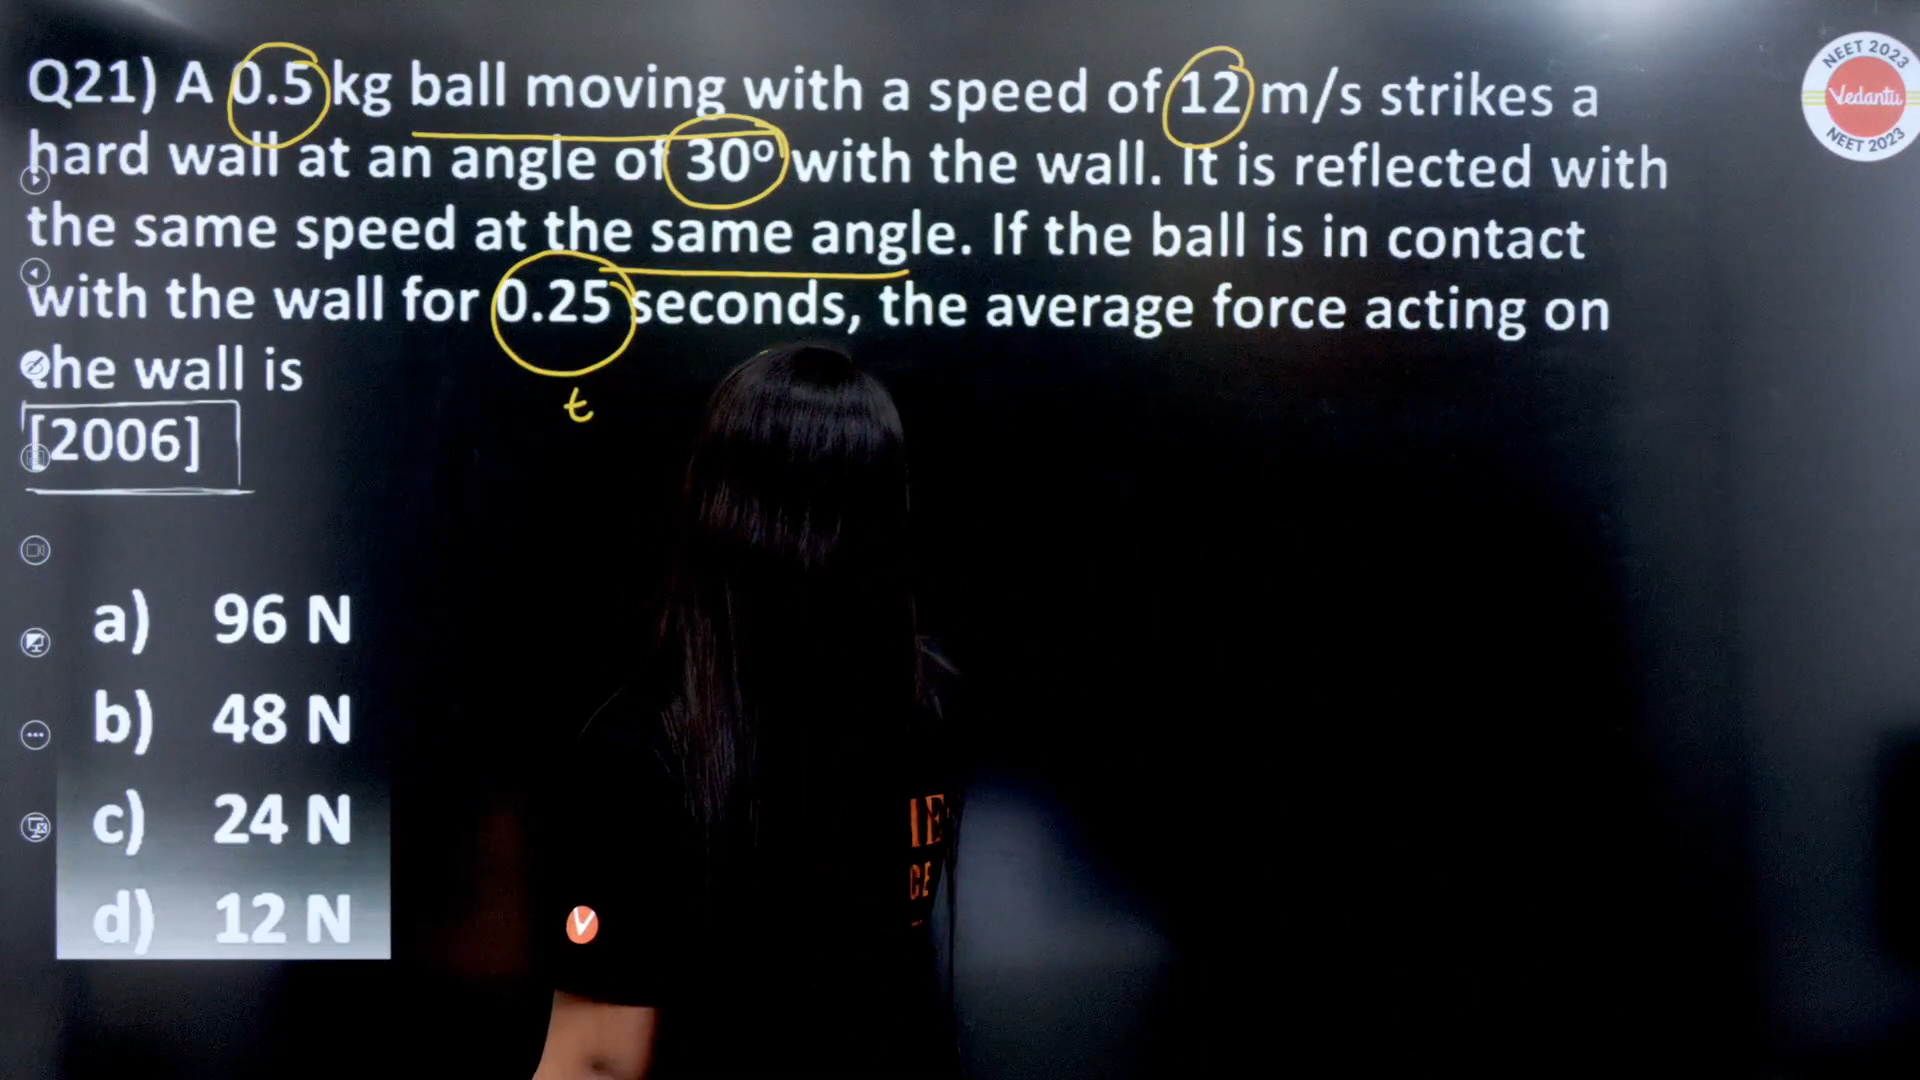 Q21) A 0.5 kg ball moving with a speed of 12 m/s strikes a
hard wall at an angle of 30º with the wall. It is reflected with
the same speed at the same angle. If the ball is in contact
with the wall for 0.25 seconds, the average force acting on
the wall is
t
[2006]
a) 96 N
b) 48 N
c) 24 N
d) 12 N
NEET 2023
Vedantu
NEET 2023
IE
CE
V